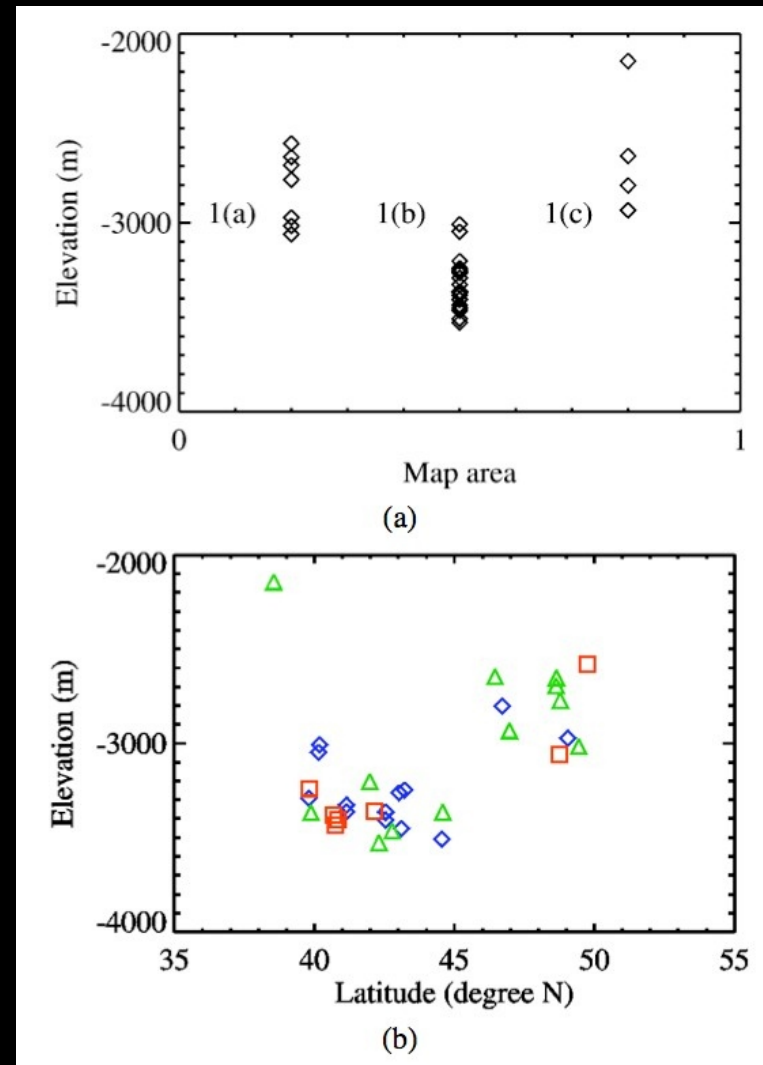 -2000
Elevation (m)
1(a) 1(b) 1(c)
-3000
-4000
0 1
Map area
(a)
-2000
Elevation (m)
-3000
-4000
35 40 45 50 55
Latitude (degree N)
(b)